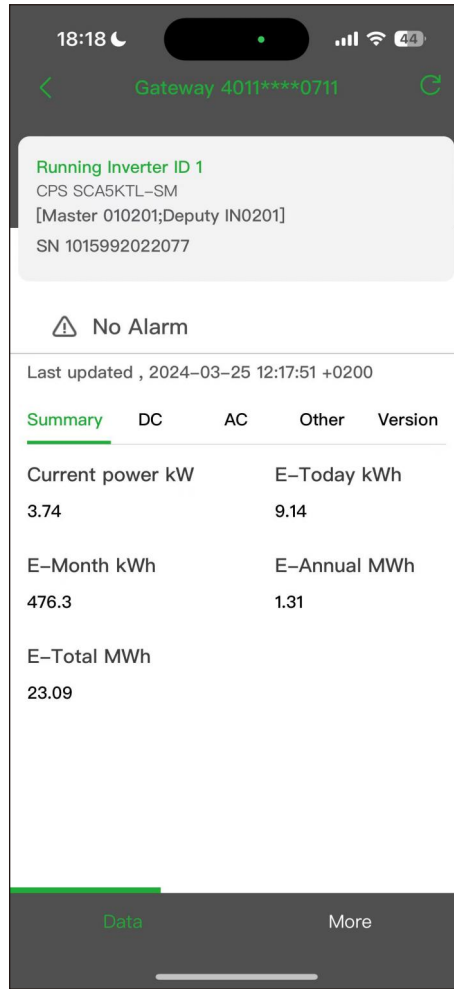 18:18
44
Gateway 4011****0711
Running Inverter ID 1
CPS SCA5KTL-SM
[Master 010201;Deputy IN0201]
SN 1015992022077
No Alarm
Last updated , 2024-03-25 12:17:51 +0200
Summary DC AC Other Version
Current power kW E-Today kWh
3.74 9.14
E-Month kWh E-Annual MWh
476.3 1.31
E-Total MWh
23.09
Data More